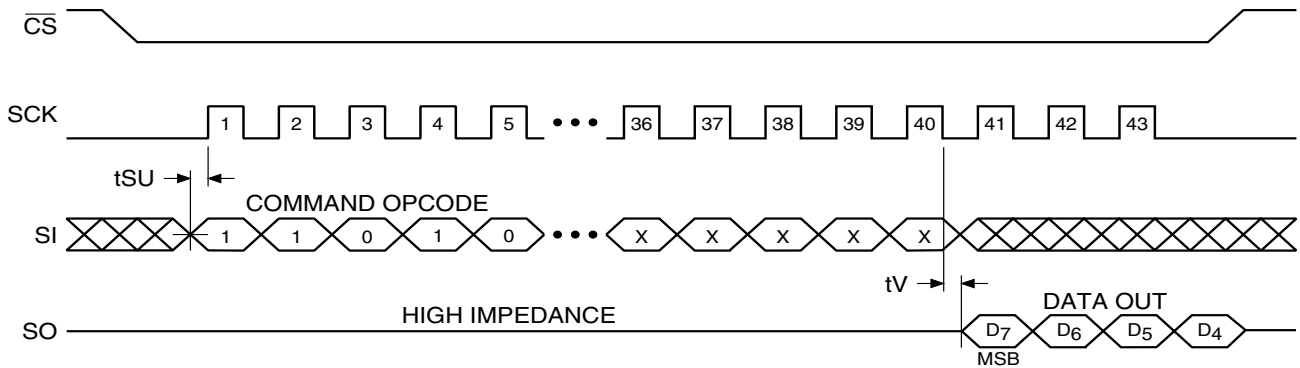 CS
SCK 1 2 3 4 5 ••• 36 37 38 39 40 41 42 43
tSU
COMMAND OPCODE
SI 1 1 0 1 0 ••• X X X X X
tV
HIGH IMPEDANCE DATA OUT
SO D7 D6 D5 D4
MSB